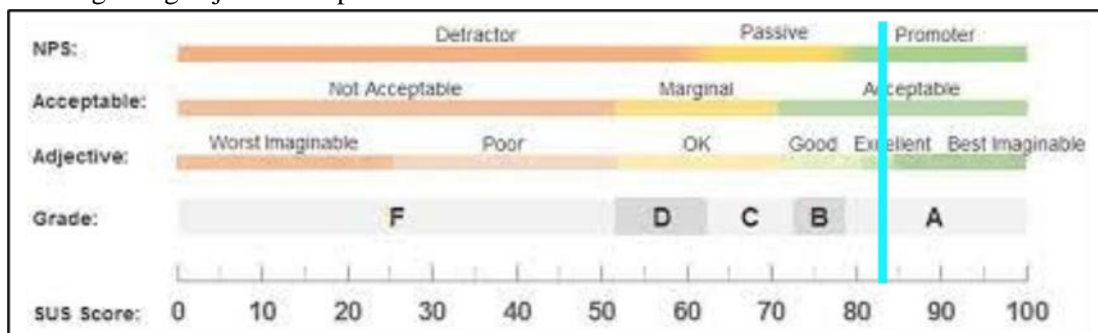 Detractor Passive Promoter
NPS:
Not Acceptable Marginal Acceptable
Acceptable:
Worst Imaginable Poor OK Good Excellent Best Imaginable
Adjective:
Grade: F D C B A
SUS Score: 0 10 20 30 40 50 60 70 80 90 100